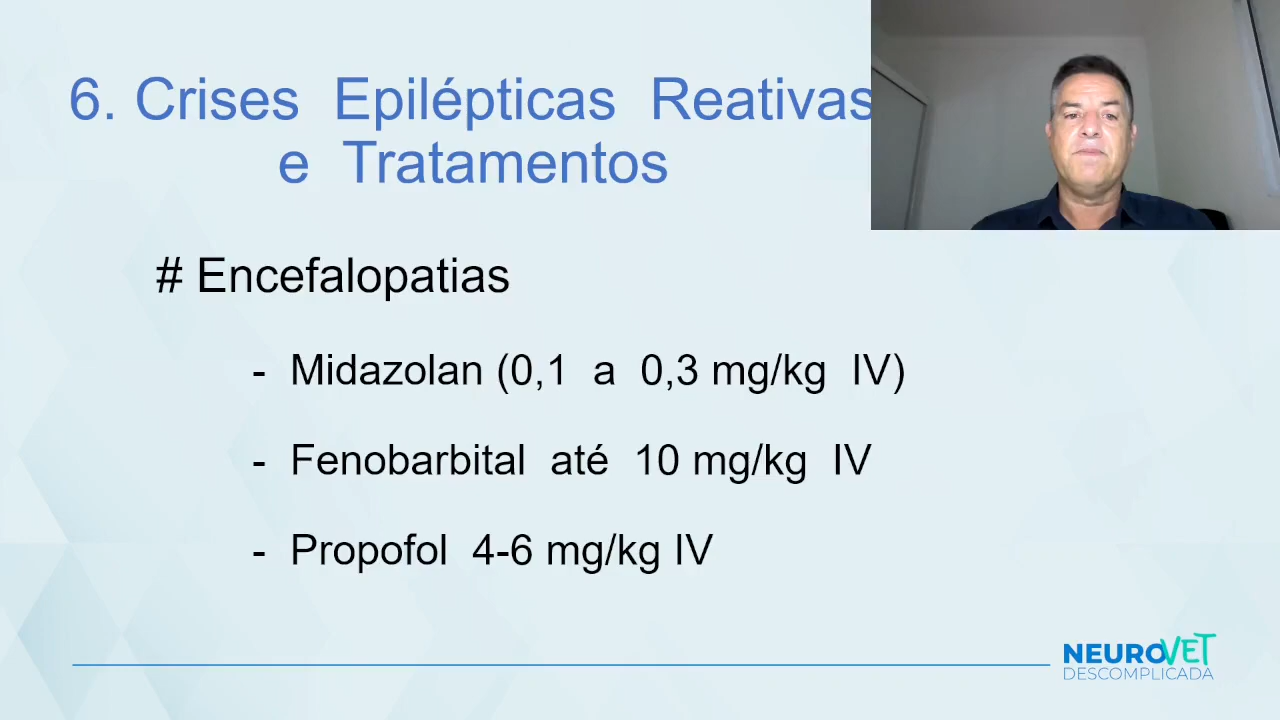 6. Crises Epilépticas Reativas
e Tratamentos
# Encefalopatias
- Midazolan (0,1 a 0,3 mg/kg IV)
- Fenobarbital até 10 mg/kg IV
- Propofol 4-6 mg/kg IV
NEUROVET
DESCOMPLICADA